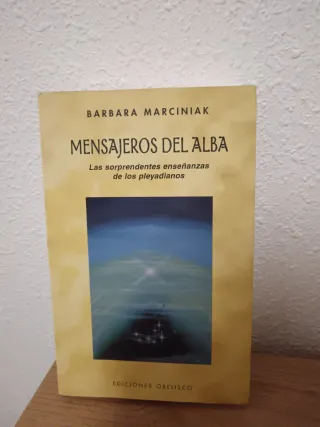 BARBARA MARCINIAK
MENSAJEROS DEL ALBA
Las sorprendentes enseñanzas
de los pleyadianos
EDICIONES OBELISCO